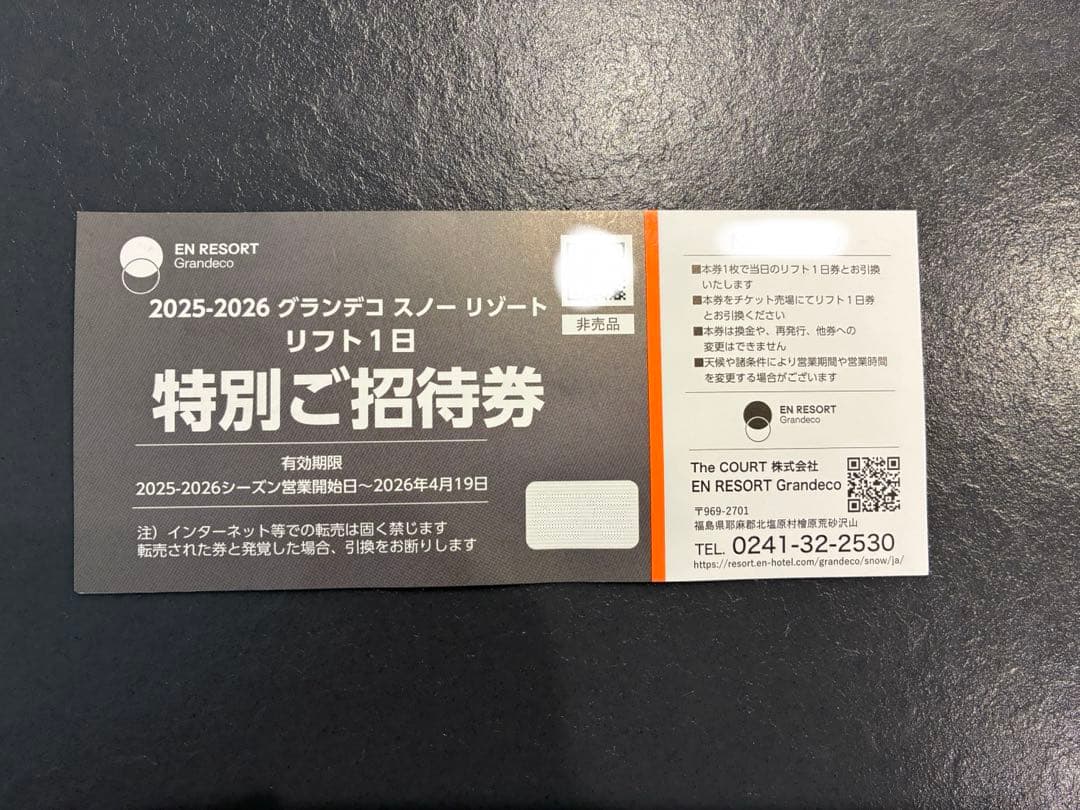 EN RESORT
Grandeco
2025-2026 グランデコ スノー リゾート
リフト1日
特別ご招待券
有効期限
2025-2026シーズン営業開始日～2026年4月19日
注）インターネット等での転売は固く禁じます
転売された券と発覚した場合、引換をお断りします
非売品
■本券1枚で当日のリフト1日券とお引換
いたします
■本券をチケット売場にてリフト1日券
とお引換ください
■本券は換金や、再発行、他券への
変更はできません
■天候や諸条件により営業期間や営業時間
を変更する場合がございます
EN RESORT
Grandeco
The COURT 株式会社
EN RESORT Grandeco
〒969-2701
福島県耶麻郡北塩原村檜原荒砂沢山
TEL. 0241-32-2530
https://resort.en-hotel.com/grandeco/snow/ja/